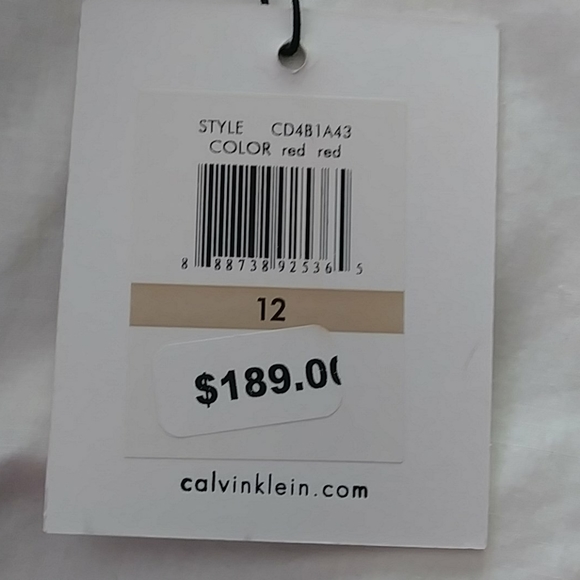 STYLE CD4B1A43
COLOR red red
8 88738 92536 5
12
$189.0(
calvinklein.com